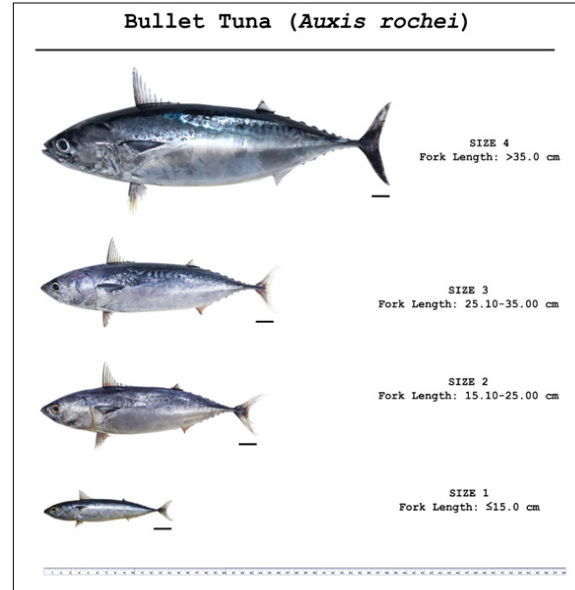 Bullet Tuna (Auxis rochei)
SIZE 4
Fork Length: >35.0 cm
SIZE 3
Fork Length: 25.10-35.00 cm
SIZE 2
Fork Length: 15.10-25.00 cm
SIZE 1
Fork Length: ≤15.0 cm